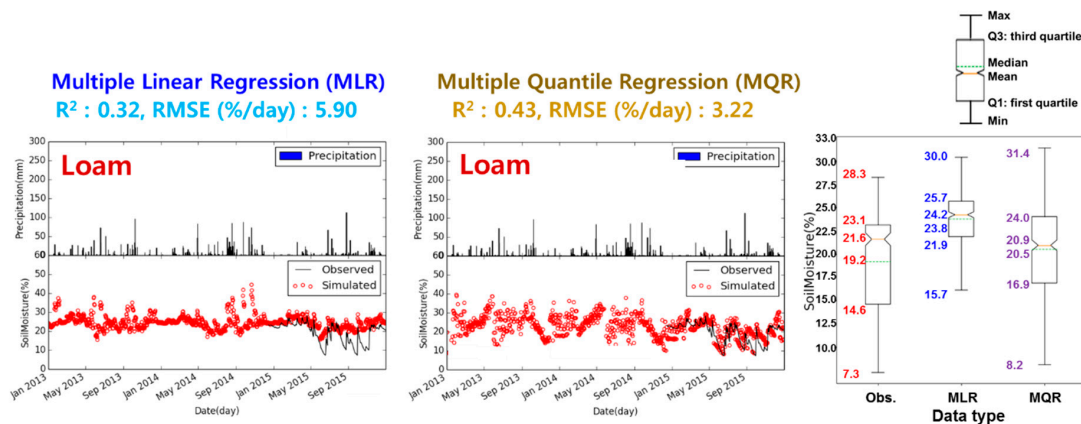 Multiple Linear Regression (MLR)
R² : 0.32, RMSE (%/day) : 5.90
300
250
200
150
100
50
60
Precipitation(mm)
Loam
Precipitation
50
40
30
20
10
0
SoilMoisture(%)
Observed
Simulated
Jan 2013
May 2013
Sep 2013
Jan 2014
May 2014
Sep 2014
Jan 2015
May 2015
Sep 2015
Date(day)
Multiple Quantile Regression (MQR)
R² : 0.43, RMSE (%/day) : 3.22
300
250
200
150
100
50
Precipitation(mm)
Loam
Precipitation
50
40
30
20
10
0
SoilMoisture(%)
Observed
Simulated
Jan 2013
May 2013
Sep 2013
Jan 2014
May 2014
Sep 2014
Jan 2015
May 2015
Sep 2015
Date(day)
Max
Q3: third quartile
Median
Mean
Q1: first quartile
Min
33.0
30.0
27.5
25.0
22.5
20.0
17.5
15.0
12.5
10.0
SoilMoisture(%)
28.3
23.1
21.6
19.2
14.6
7.3
30.0
25.7
24.2
23.8
21.9
15.7
31.4
24.0
20.9
20.5
16.9
8.2
Obs.
MLR
MQR
Data type